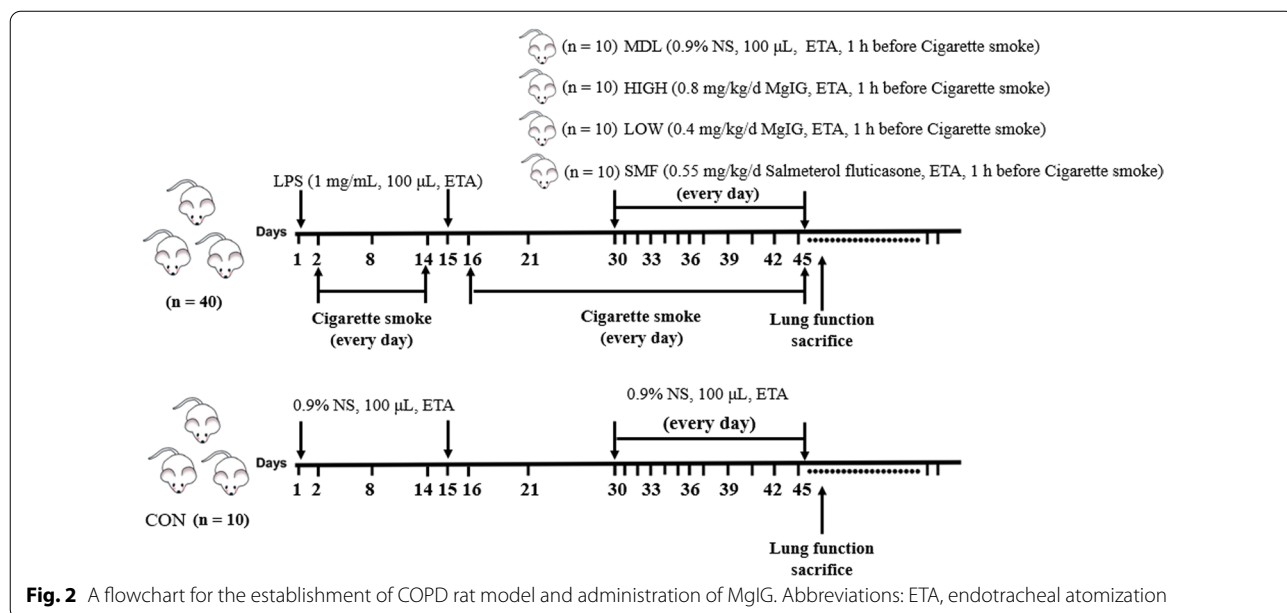 (n = 10) MDL (0.9% NS, 100 μL, ETA, 1 h before Cigarette smoke)
(n = 10) HIGH (0.8 mg/kg/d MgIG, ETA, 1 h before Cigarette smoke)
(n = 10) LOW (0.4 mg/kg/d MgIG, ETA, 1 h before Cigarette smoke)
(n = 10) SMF (0.55 mg/kg/d Salmeterol fluticasone, ETA, 1 h before Cigarette smoke)
LPS (1 mg/mL, 100 μL, ETA)
(every day)
Days
1 2 8 14 15 16 21 30 33 36 39 42 45
(n = 40)
Cigarette smoke
(every day)
Cigarette smoke
(every day)
Lung function
sacrifice
0.9% NS, 100 μL, ETA
0.9% NS, 100 μL, ETA
(every day)
Days
1 2 8 14 15 16 21 30 33 36 39 42 45
CON (n = 10)
Lung function
sacrifice
Fig. 2 A flowchart for the establishment of COPD rat model and administration of MgIG. Abbreviations: ETA, endotracheal atomization